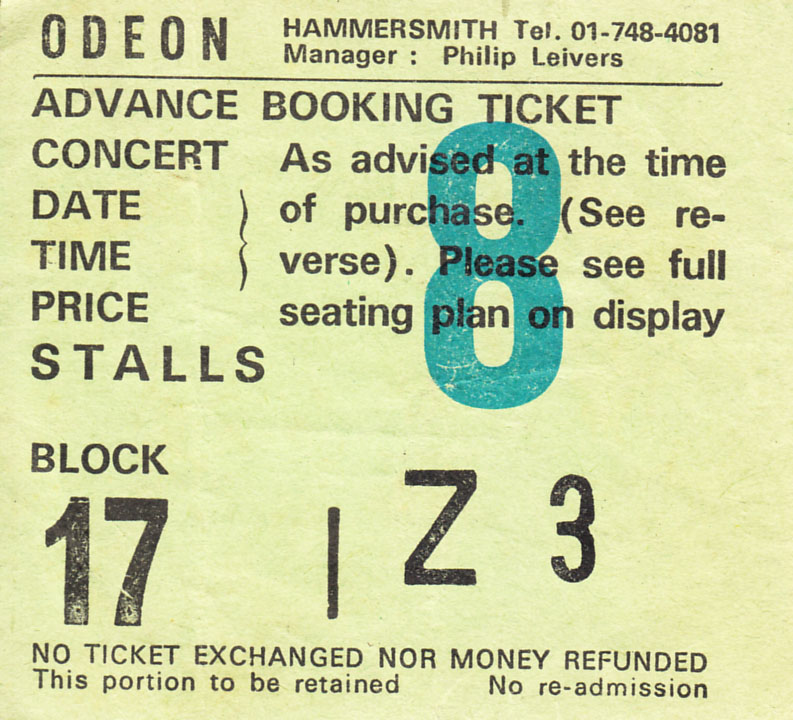 ODEON HAMMERSMITH Tel. 01-748-4081
Manager : Philip Leivers
ADVANCE BOOKING TICKET
CONCERT As advised at the time
DATE of purchase. (See re-
TIME verse). Please see full
PRICE seating plan on display
STALLS
8
BLOCK
17 | Z 3
NO TICKET EXCHANGED NOR MONEY REFUNDED
This portion to be retained No re-admission